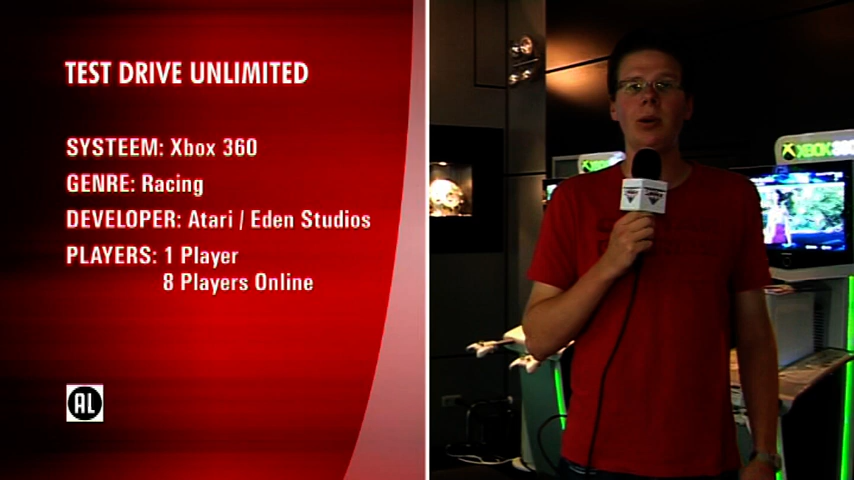 TEST DRIVE UNLIMITED
SYSTEEM: Xbox 360
GENRE: Racing
DEVELOPER: Atari / Eden Studios
PLAYERS: 1 Player
8 Players Online
AL
XBOX 360